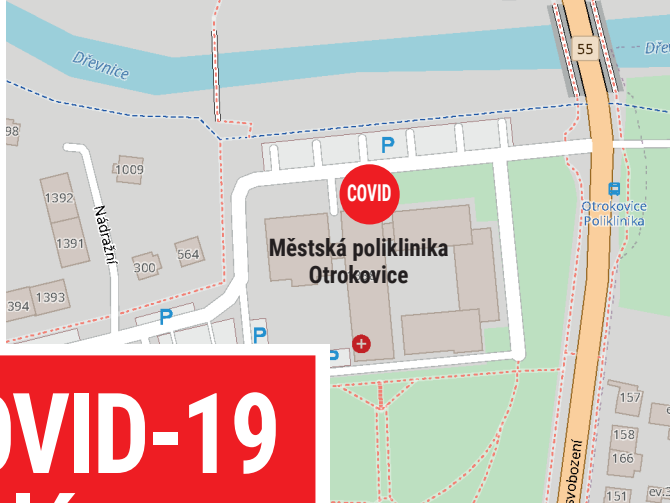 Dřevnice
55
Dře
98
P
1009
COVID
1392
Otrokovice
Poliklinika
Nádražní
1391
Městská poliklinika
Otrokovice
564
300
394
1393
P
P
P
157
158
166
151
OVID-19